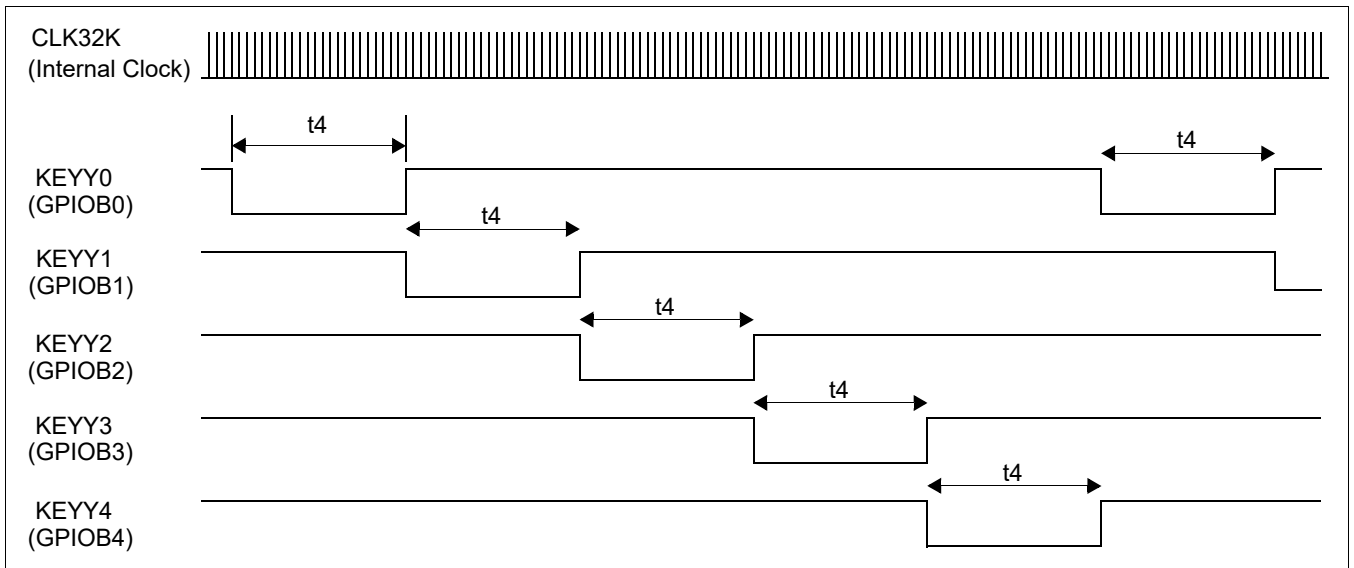 CLK32K
(Internal Clock)
t4
t4
KEYY0
(GPIOB0)
t4
KEYY1
(GPIOB1)
t4
KEYY2
(GPIOB2)
t4
KEYY3
(GPIOB3)
t4
KEYY4
(GPIOB4)